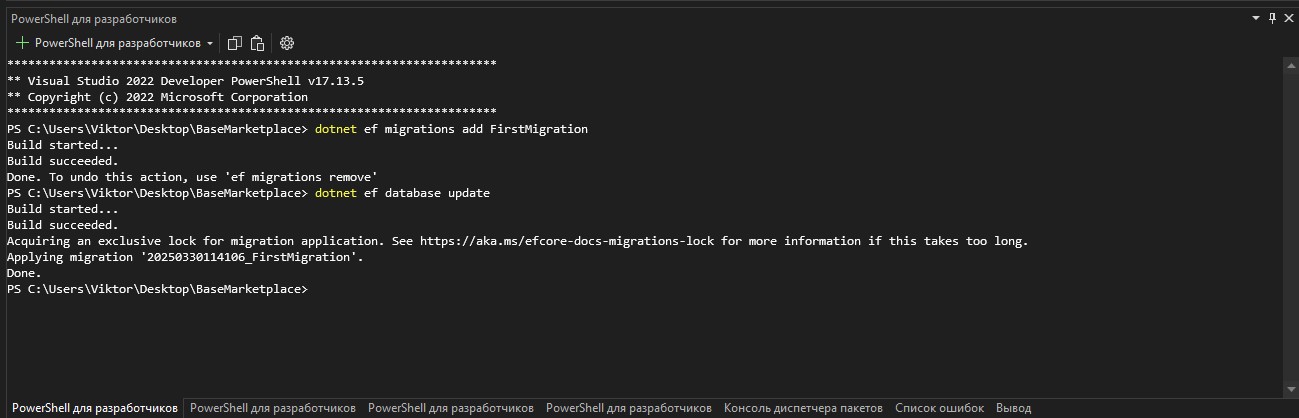 PowerShell для разработчиков
PowerShell для разработчиков
**********************************************************************
** Visual Studio 2022 Developer PowerShell v17.13.5
** Copyright (c) 2022 Microsoft Corporation
**********************************************************************
PS C:\Users\Viktor\Desktop\BaseMarketplace> dotnet ef migrations add FirstMigration
Build started...
Build succeeded.
Done. To undo this action, use 'ef migrations remove'
PS C:\Users\Viktor\Desktop\BaseMarketplace> dotnet ef database update
Build started...
Build succeeded.
Acquiring an exclusive lock for migration application. See https://aka.ms/efcore-docs-migrations-lock for more information if this takes too long.
Applying migration '20250330114106_FirstMigration'.
Done.
PS C:\Users\Viktor\Desktop\BaseMarketplace>
PowerShell для разработчиков PowerShell для разработчиков PowerShell для разработчиков PowerShell для разработчиков Консоль диспетчера пакетов Список ошибок Вывод